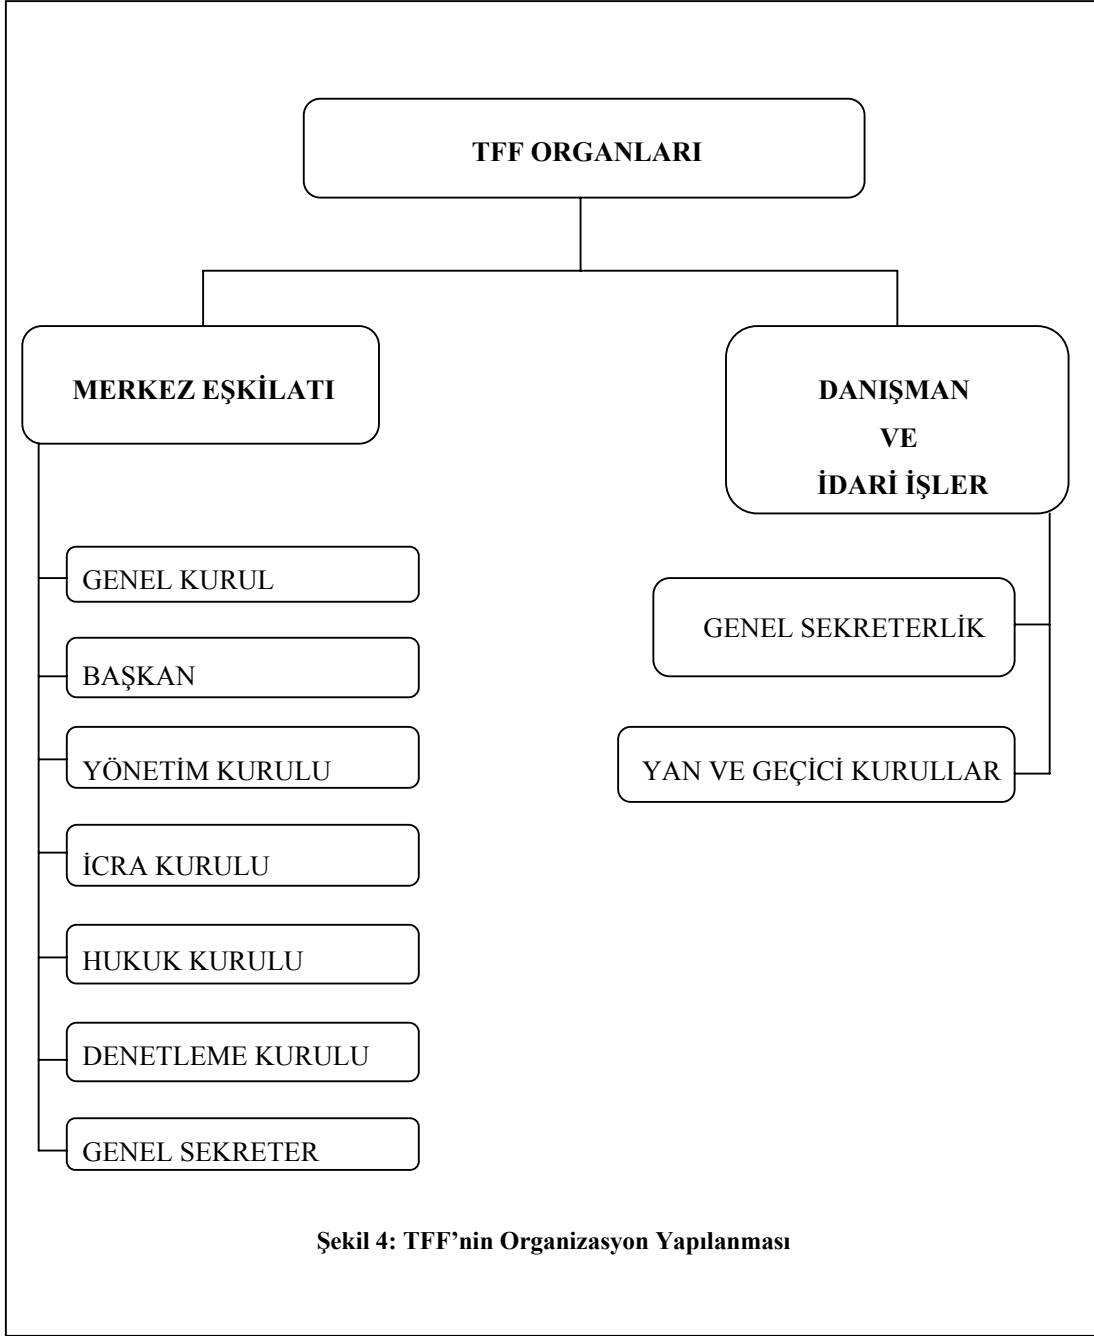 TFF ORGANLARI
MERKEZ EŞKİLATI
DANIŞMAN
VE
İDARİ İŞLER
GENEL KURUL
BAŞKAN
YÖNETİM KURULU
İCRA KURULU
HUKUK KURULU
DENETLEME KURULU
GENEL SEKRETER
GENEL SEKRETERLİK
YAN VE GEÇİCİ KURULLAR
Şekil 4: TFF’nin Organizasyon Yapılanması